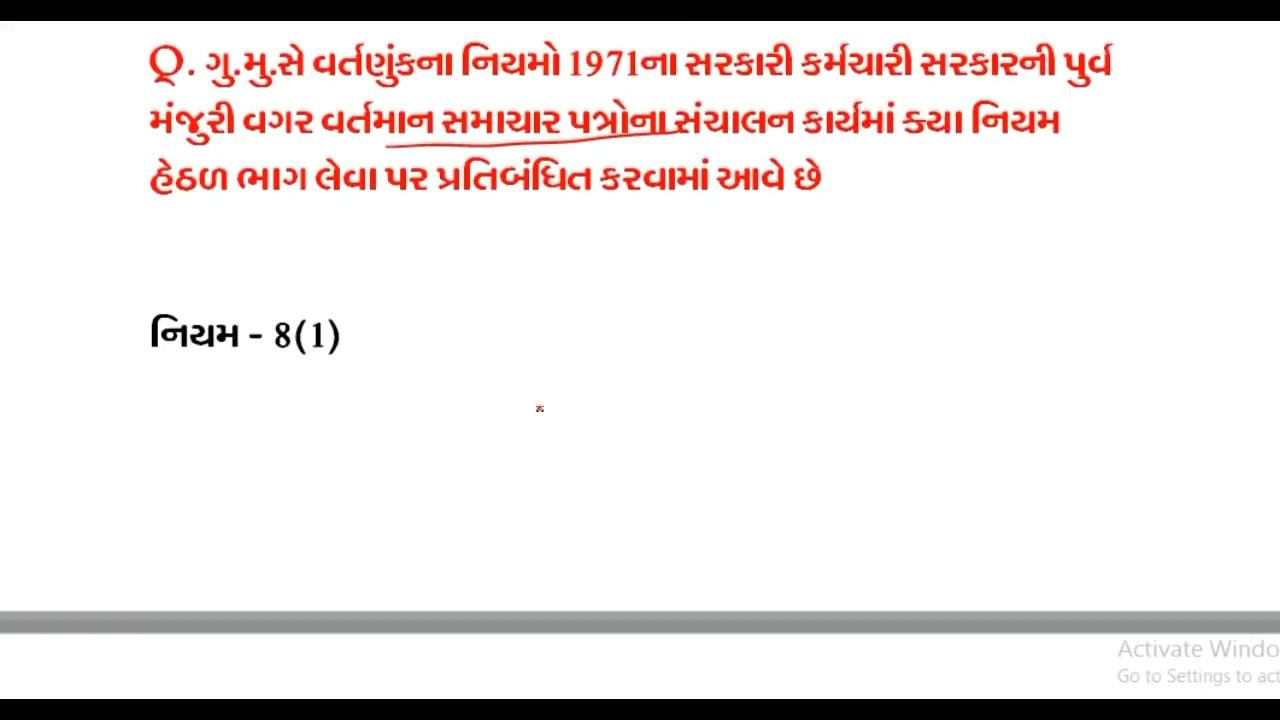 Q. ગુ.મુ.સે વર્તણુંકના નિયમો 1971ના સરકારી કર્મચારી સરકારની પુર્વ
મંજુરી વગર વર્તમાન સમાચાર પત્રોના સંચાલન કાર્યમાં ક્યા નિયમ
હેઠળ ભાગ લેવા પર પ્રતિબંધિત કરવામાં આવે છે
નિયમ - 8(1)
Activate Windo
Go to Settings to act